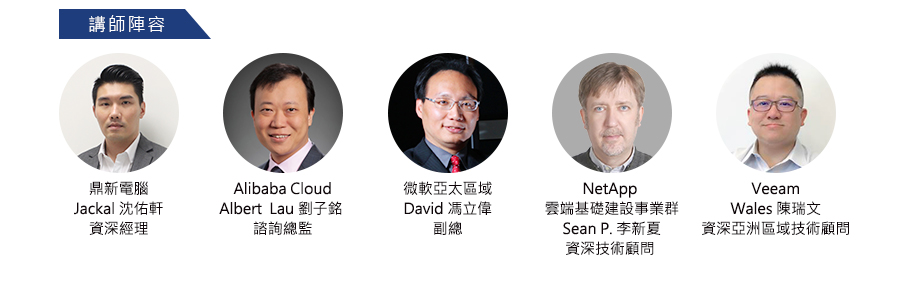 講師陣容
鼎新電腦
Jackal 沈佑軒
資深經理
Alibaba Cloud
Albert Lau 劉子銘
諮詢總監
微軟亞太區域
David 馮立偉
副總
NetApp
雲端基礎建設事業群
Sean P. 李新夏
資深技術顧問
Veeam
Wales 陳瑞文
資深亞洲區域技術顧問